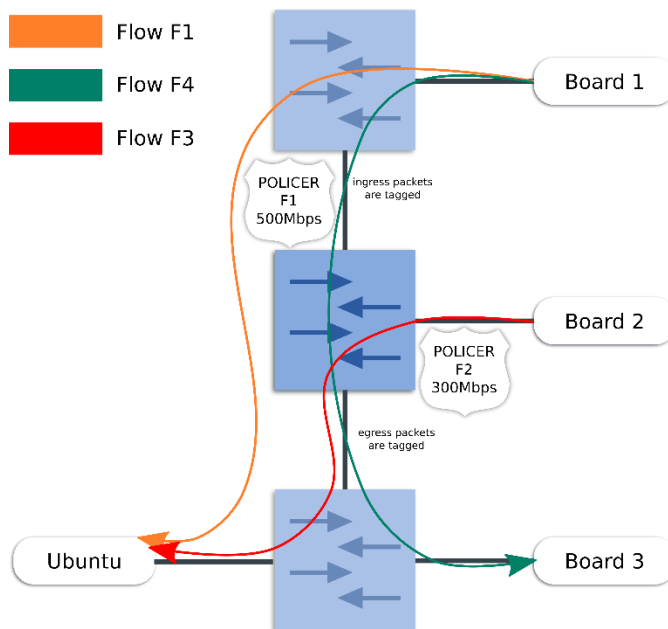 Flow F1
Flow F4
Flow F3
Board 1
POLICER
F1
500Mbps
ingress packets
are tagged
Board 2
POLICER
F2
300Mbps
egress packets
are tagged
Ubuntu
Board 3